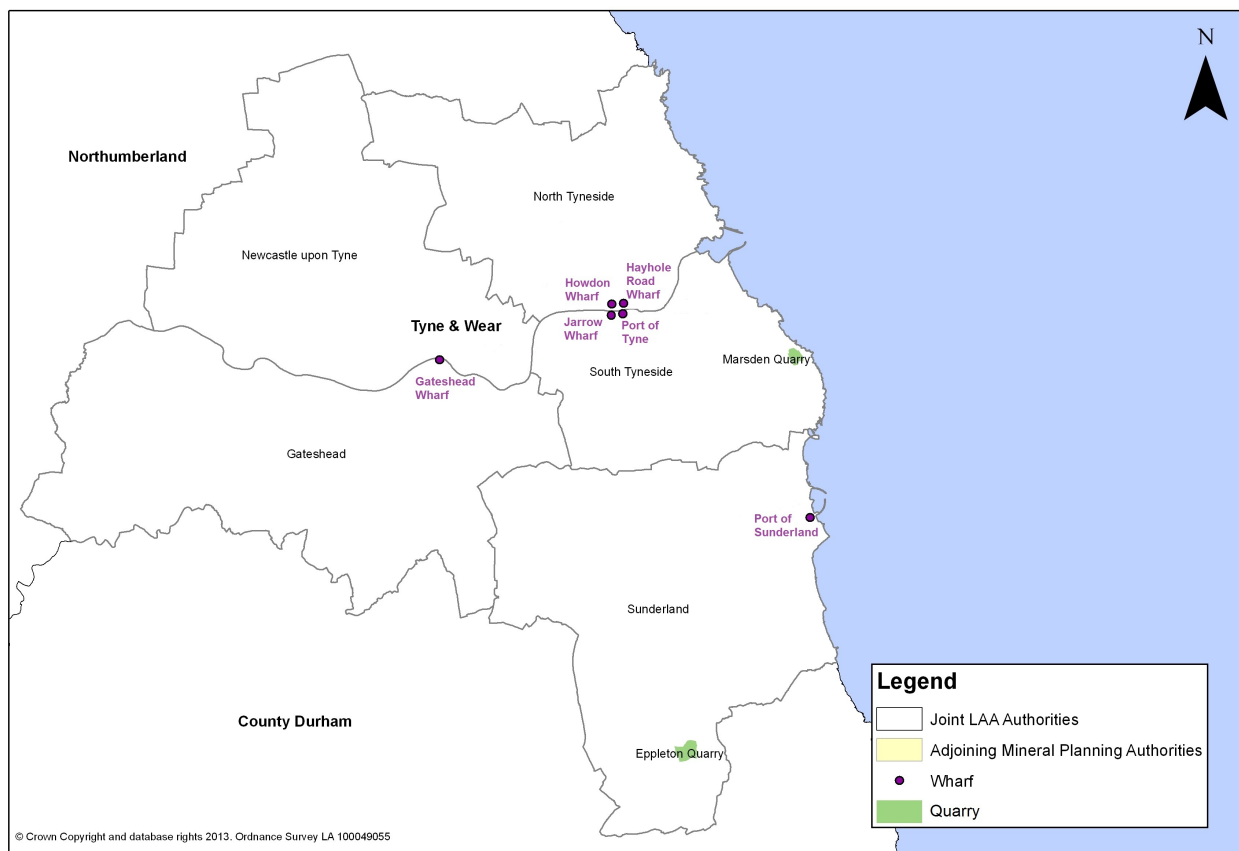 N
Northumberland
North Tyneside
Newcastle upon Tyne
Howdon
Wharf
Hayhole
Road
Wharf
Jarrow
Wharf
Port of
Tyne
Tyne & Wear
Gateshead
Wharf
South Tyneside
Marsden Quarry
Gateshead
Port of
Sunderland
Sunderland
County Durham
Eppleton Quarry
Legend
Joint LAA Authorities
Adjoining Mineral Planning Authorities
Wharf
Quarry
© Crown Copyright and database rights 2013. Ordnance Survey LA 100049055